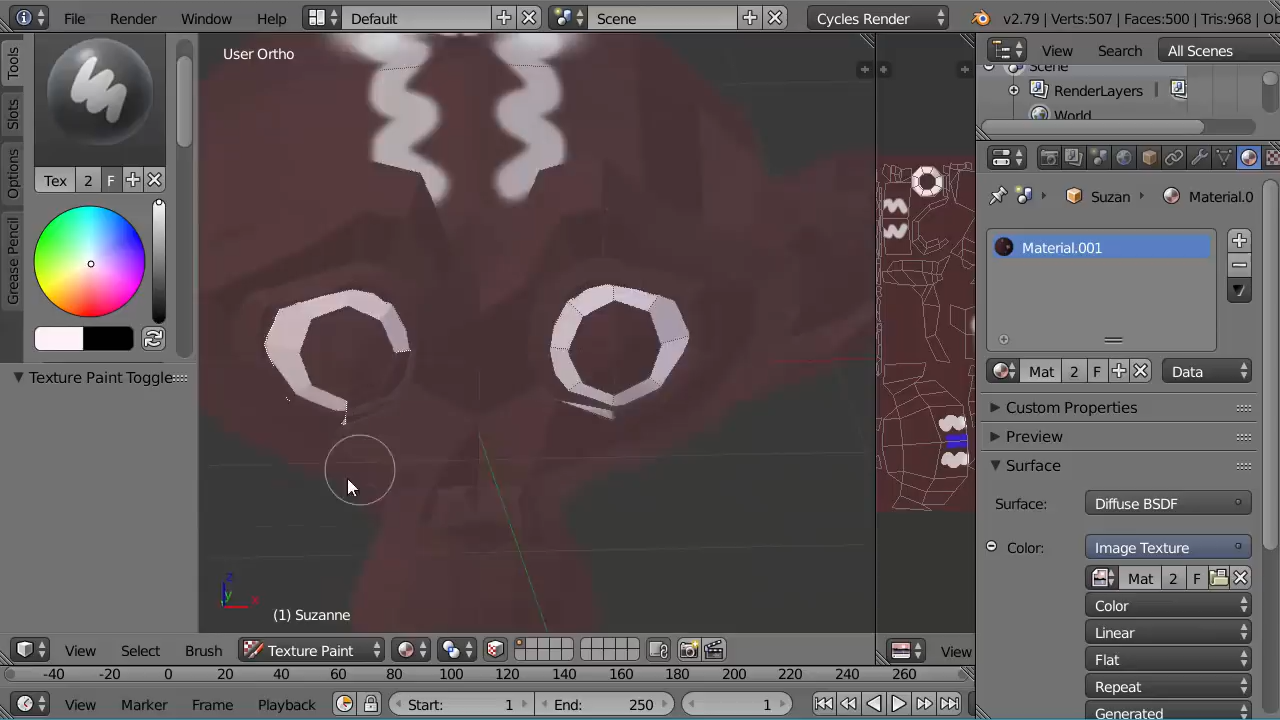 File Render Window Help Default Scene Cycles Render v2.79 | Verts:507 | Faces:500 | Tris:968 | Ob
User Ortho
View Search All Scenes
Scene
RenderLayers
World
Tools
Slots
Options
Grease Pencil
Tex 2 F
Texture Paint Toggle
Suzan Material.0
Material.001
Mat 2 F Data
Custom Properties
Preview
Surface
Surface: Diffuse BSDF
Color: Image Texture
Mat 2 F
Color
Linear
Flat
Repeat
Generated
z
y
x
(1) Suzanne
View Select Brush Texture Paint View
-40 -20 0 20 40 60 80 100 120 140 160 180 200 220 240 260
View Marker Frame Playback Start: 1 End: 250 1